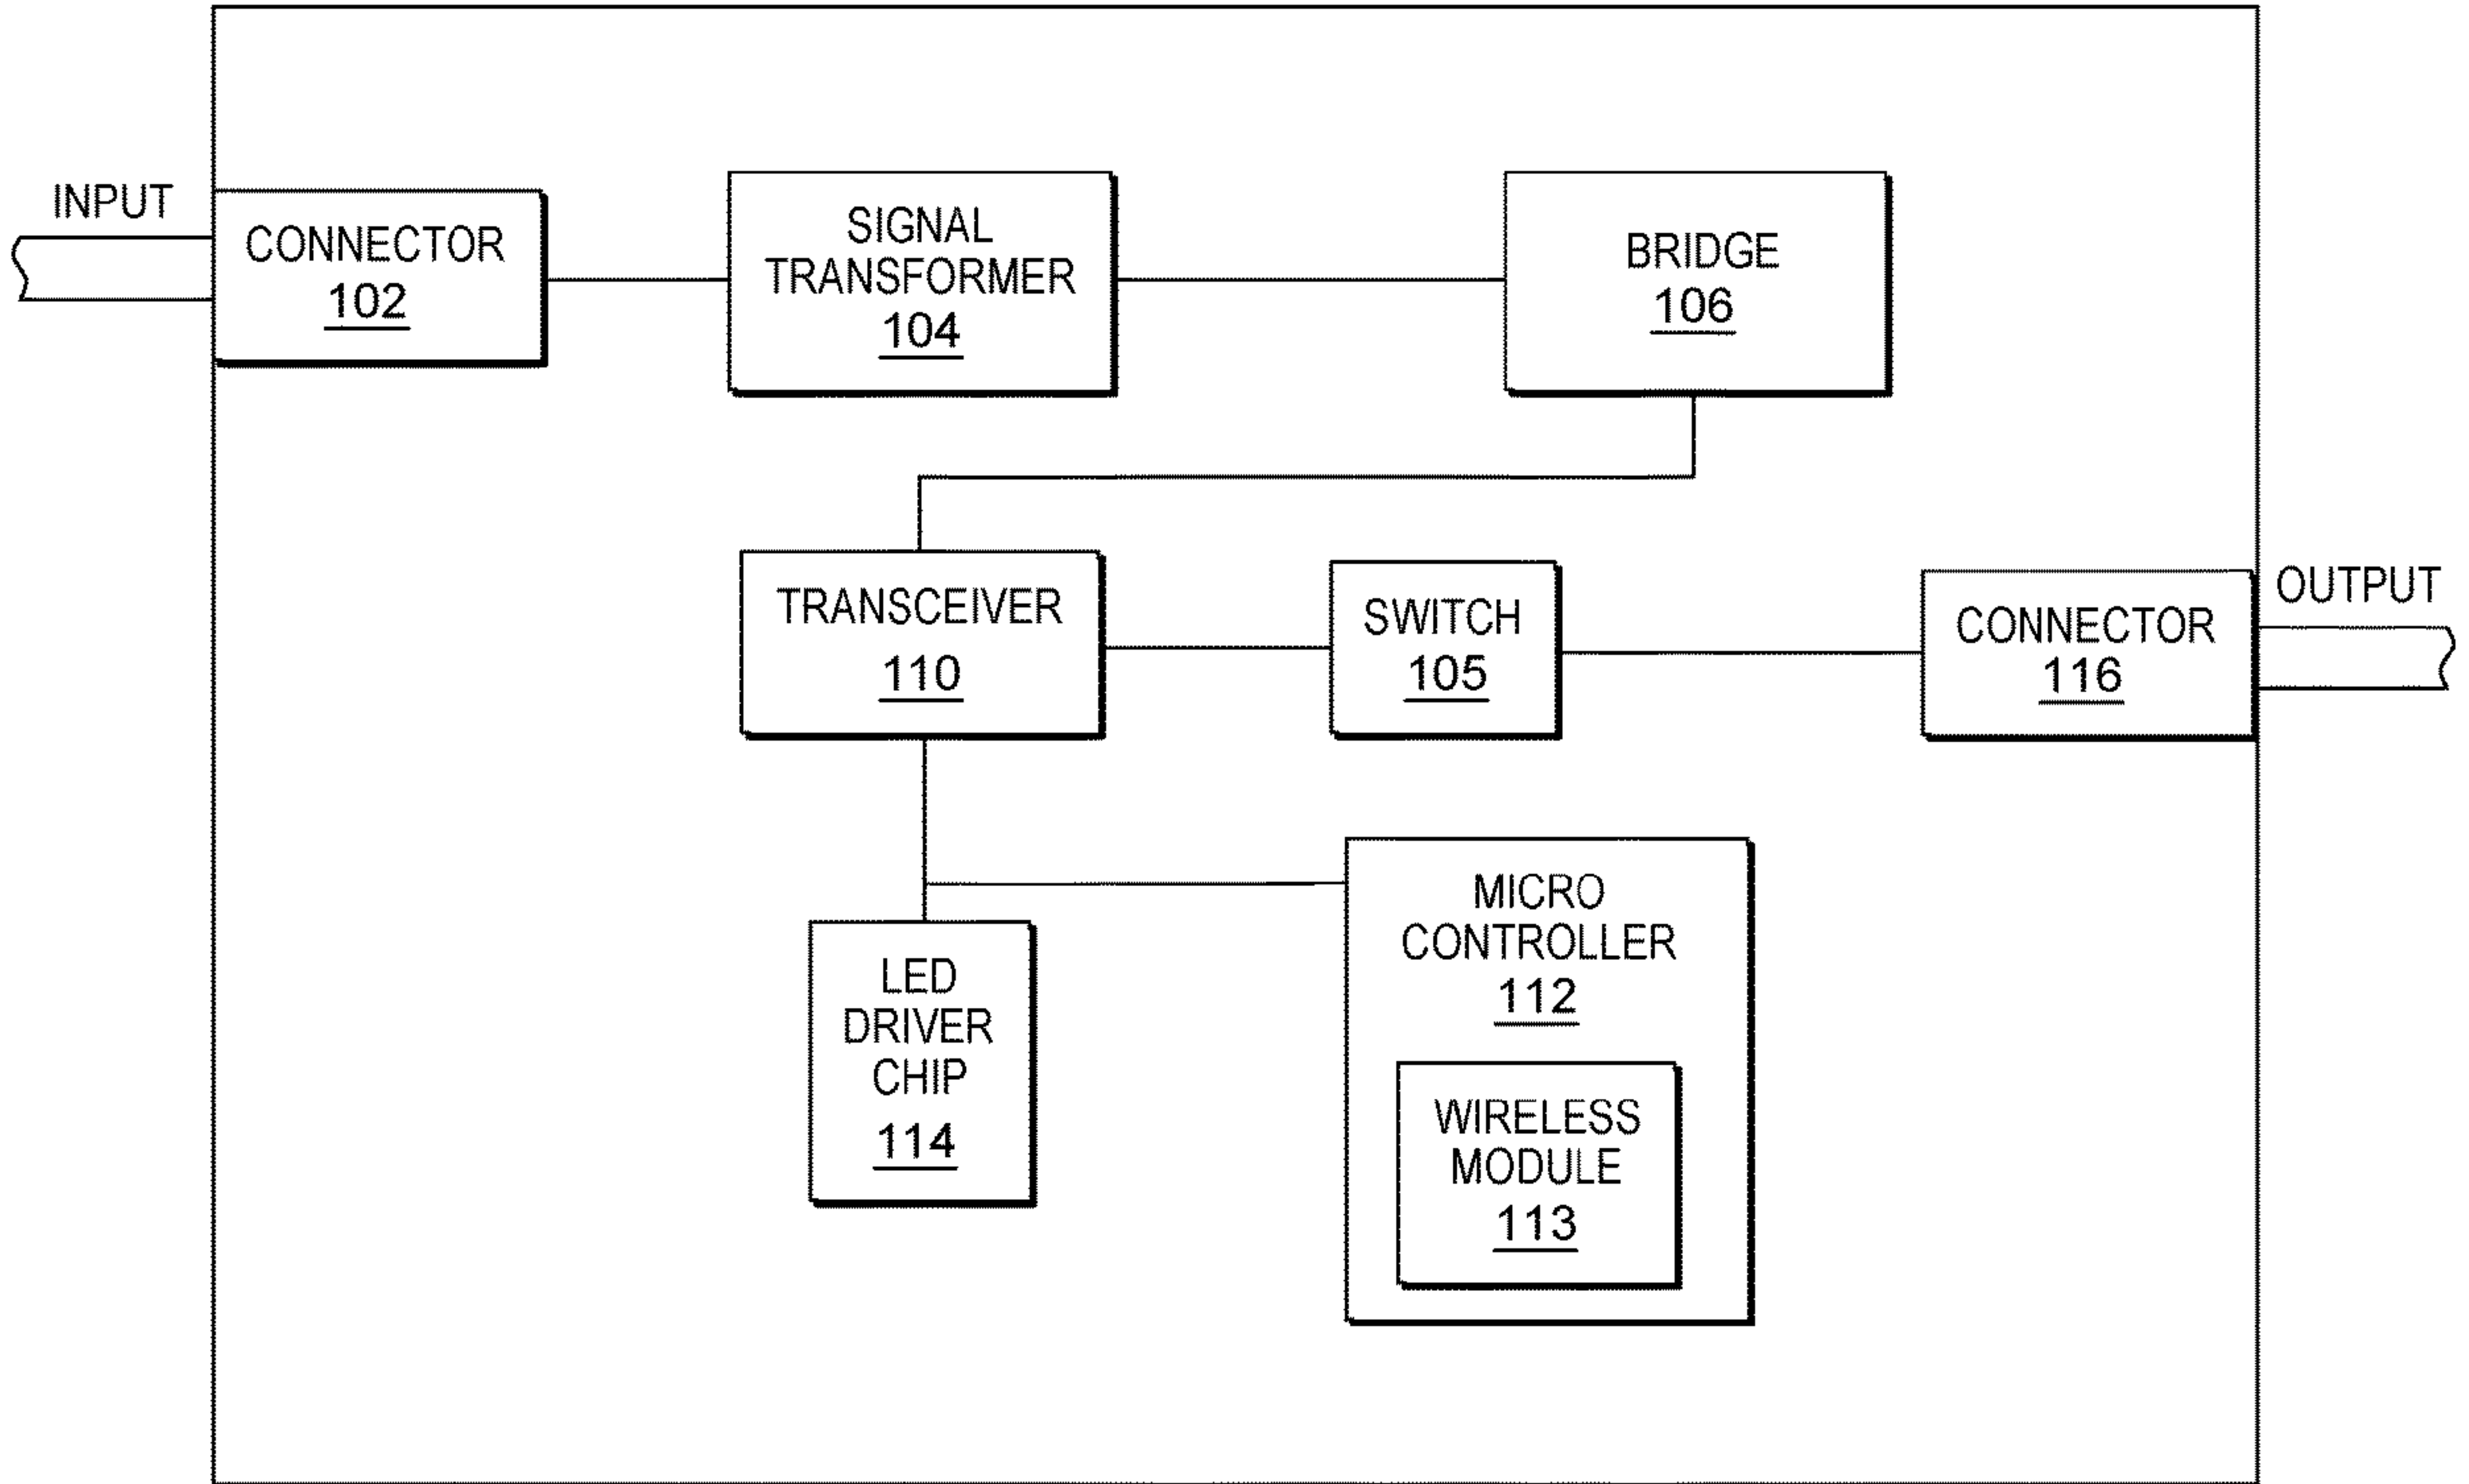 INPUT
CONNECTOR
102
SIGNAL
TRANSFORMER
104
BRIDGE
106
TRANSCEIVER
110
SWITCH
105
CONNECTOR
116
OUTPUT
LED
DRIVER
CHIP
114
MICRO
CONTROLLER
112
WIRELESS
MODULE
113